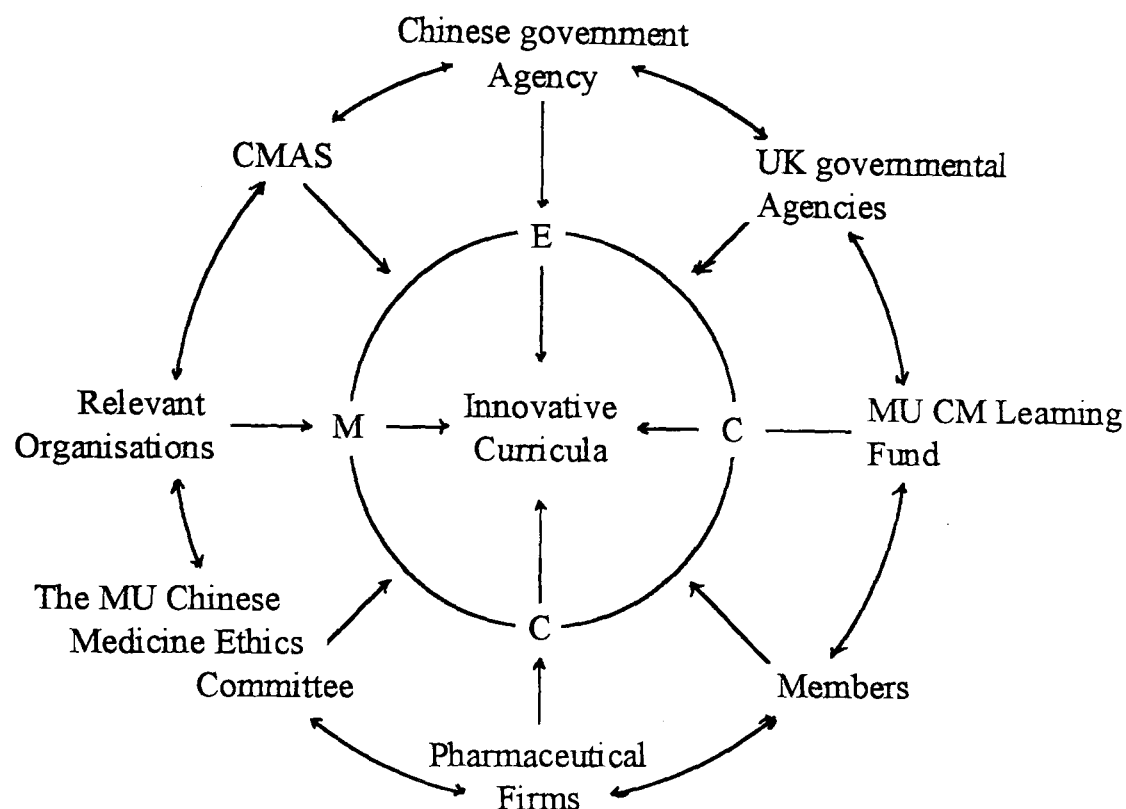 Chinese government
Agency
CMAS
UK governmental
Agencies
E
Relevant
Organisations
M
Innovative
Curricula
C
MU CM Learning
Fund
The MU Chinese
Medicine Ethics
Committee
C
Members
Pharmaceutical
Firms